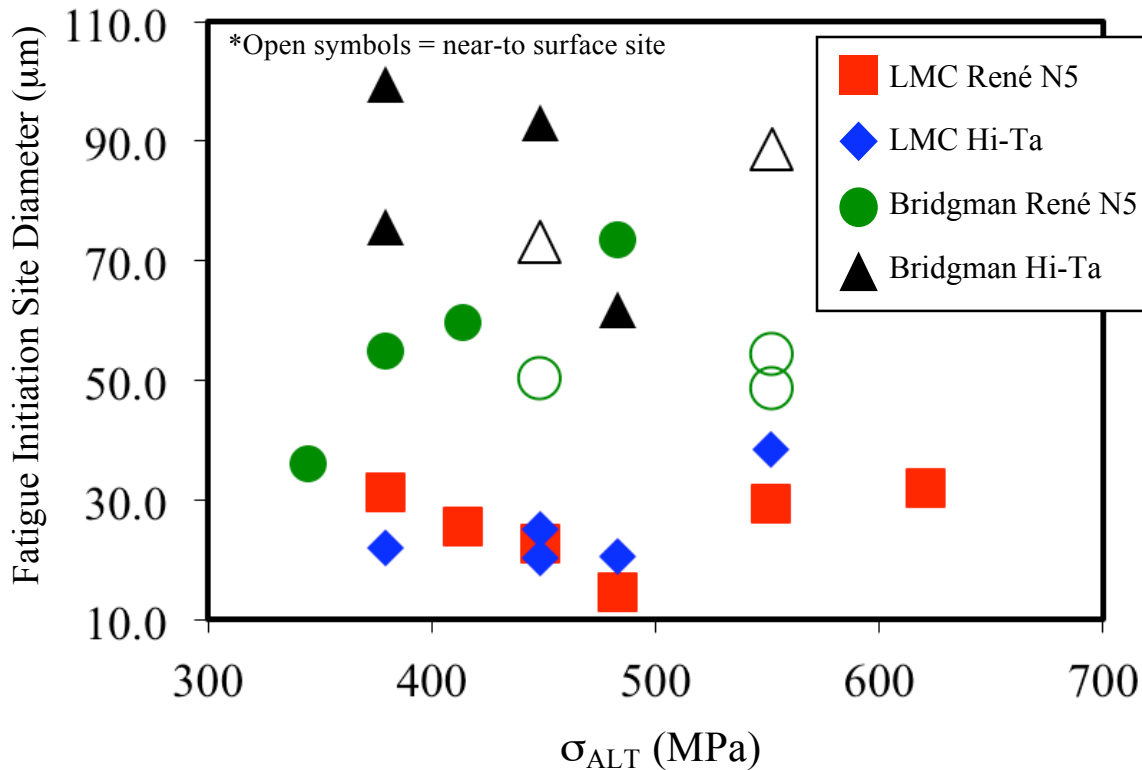 110.0
*Open symbols = near-to surface site
90.0
70.0
50.0
30.0
10.0
Fatigue Initiation Site Diameter (μm)
LMC René N5
LMC Hi-Ta
Bridgman René N5
Bridgman Hi-Ta
300 400 500 600 700
σALT (MPa)